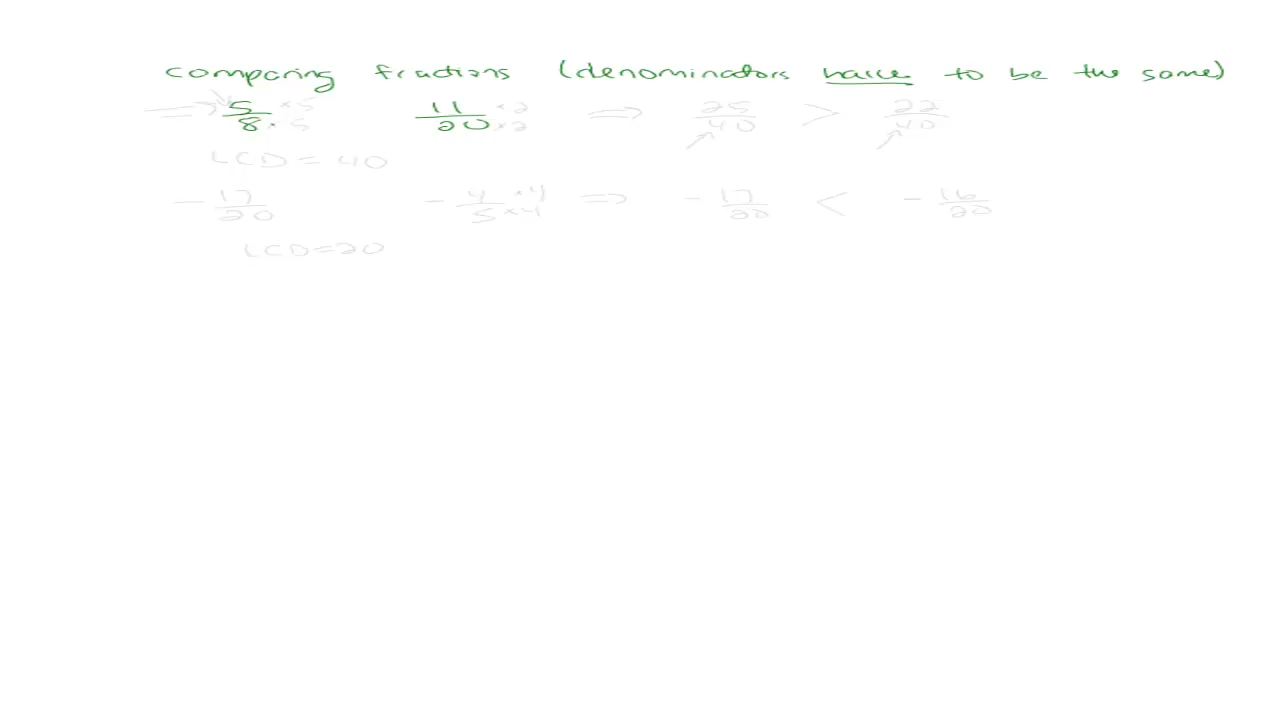 comparing fractions (denominators have to be the same)
⇒ 5/8 ×5 ×5 11/20 ×2 ×2 ⇒ 25/40 > 22/40
LCD = 40
- 17/20 - 4/5 ×4 ×4 ⇒ - 17/20 < - 16/20
LCD=20